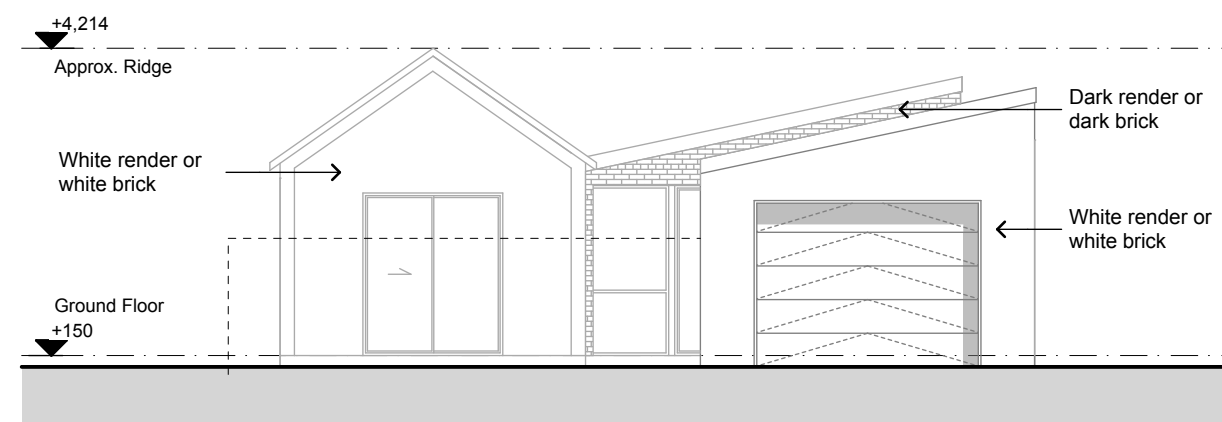 +4,214
Approx. Ridge
Dark render or
dark brick
White render or
white brick
White render or
white brick
Ground Floor
+150